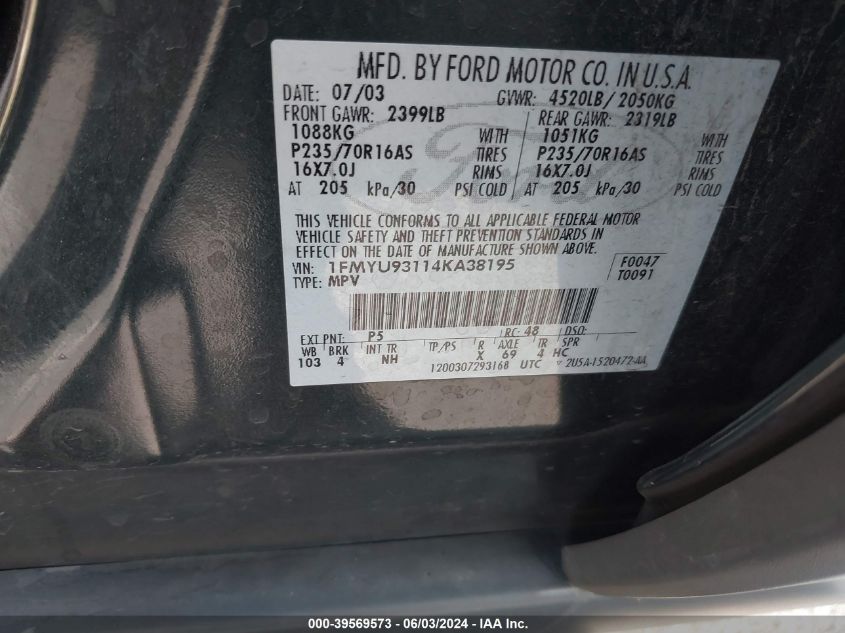 MFD. BY FORD MOTOR CO. IN U.S.A.
DATE: 07/03 GVWR: 4520LB/2050KG
FRONT GAWR: 2399LB REAR GAWR: 2319LB
1088KG WITH 1051KG WITH
P235/70R16AS TIRES P235/70R16AS TIRES
16X7.0J RIMS 16X7.0J RIMS
AT 205 kPa/30 PSI COLD AT 205 kPa/30 PSI COLD
Ford
THIS VEHICLE CONFORMS TO ALL APPLICABLE FEDERAL MOTOR
VEHICLE SAFETY AND THEFT PREVENTION STANDARDS IN
EFFECT ON THE DATE OF MANUFACTURE SHOWN ABOVE.
VIN: 1FMYU93114KA38195 F0047
TYPE: MPV T0091
EXT PNT: P5 RC: 48 DSO:
WB BRK INT TR TP/PS R AXLE TR SPR
103 4 NH X 69 4 HC
1200307293168 UTC 2U5A-1520472-AA
000-39569573 - 06/03/2024 - IAAI.com - Copyright IAA, Inc.